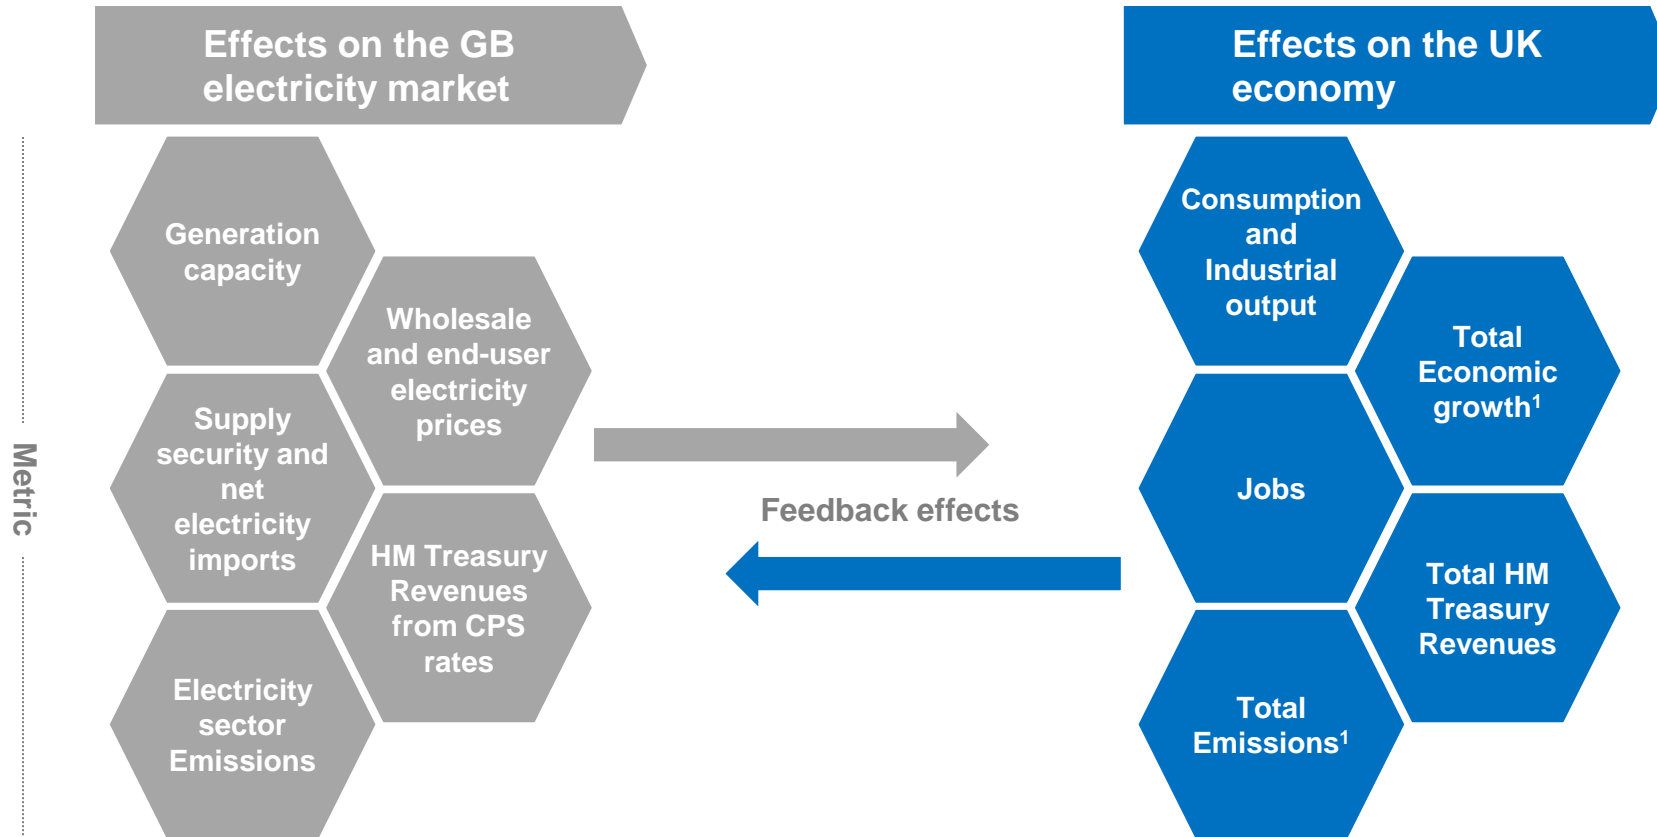 Effects on the GB
electricity market
Effects on the UK
economy
Metric
Generation
capacity
Wholesale
and end-user
electricity
prices
Supply
security and
net
electricity
imports
HM Treasury
Revenues
from CPS
rates
Electricity
sector
Emissions
Feedback effects
Consumption
and
Industrial
output
Total
Economic
growth¹
Jobs
Total HM
Treasury
Revenues
Total
Emissions¹